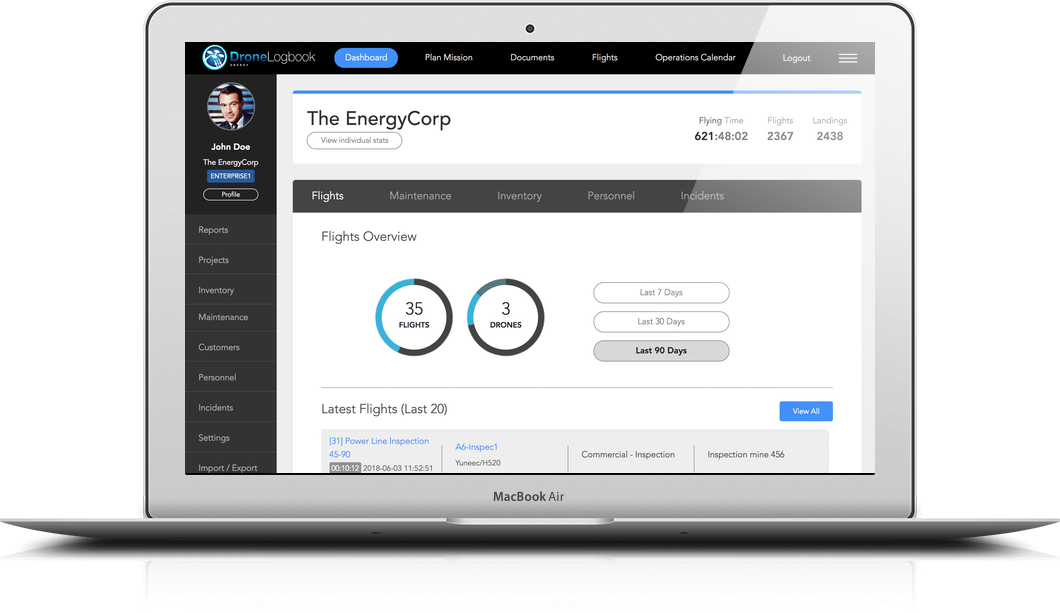 DroneLogbook
ENERGY
Dashboard
Plan Mission
Documents
Flights
Operations Calendar
Logout
John Doe
The EnergyCorp
ENTERPRISE1
Profile
Reports
Projects
Inventory
Maintenance
Customers
Personnel
Incidents
Settings
Import / Export
The EnergyCorp
View individual stats
Flying Time
621:48:02
Flights
2367
Landings
2438
Flights
Maintenance
Inventory
Personnel
Incidents
Flights Overview
35
FLIGHTS
3
DRONES
Last 7 Days
Last 30 Days
Last 90 Days
Latest Flights (Last 20)
View All
[31] Power Line Inspection
45-90
00:10:12 2018-06-03 11:52:51
A6-Inspec1
Yuneec/H520
Commercial - Inspection
Inspection mine 456
MacBook Air